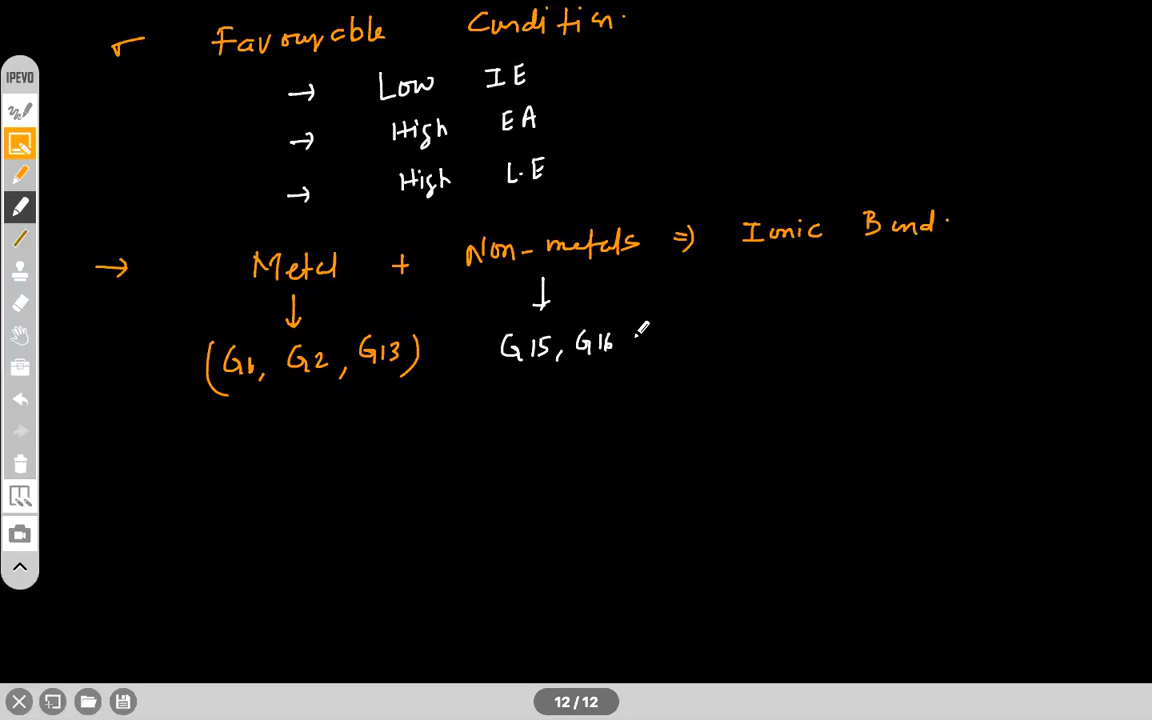 Favourable Condition.
→ Low IE
→ High EA
→ High L.E
→ Metal + Non-metals ⇒ Ionic Bond.
(G1, G2, G13) G15, G16
IPEVO
12/12